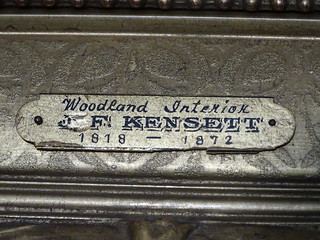 Woodland Interior
J. F. KENSETT
1818 — 1872